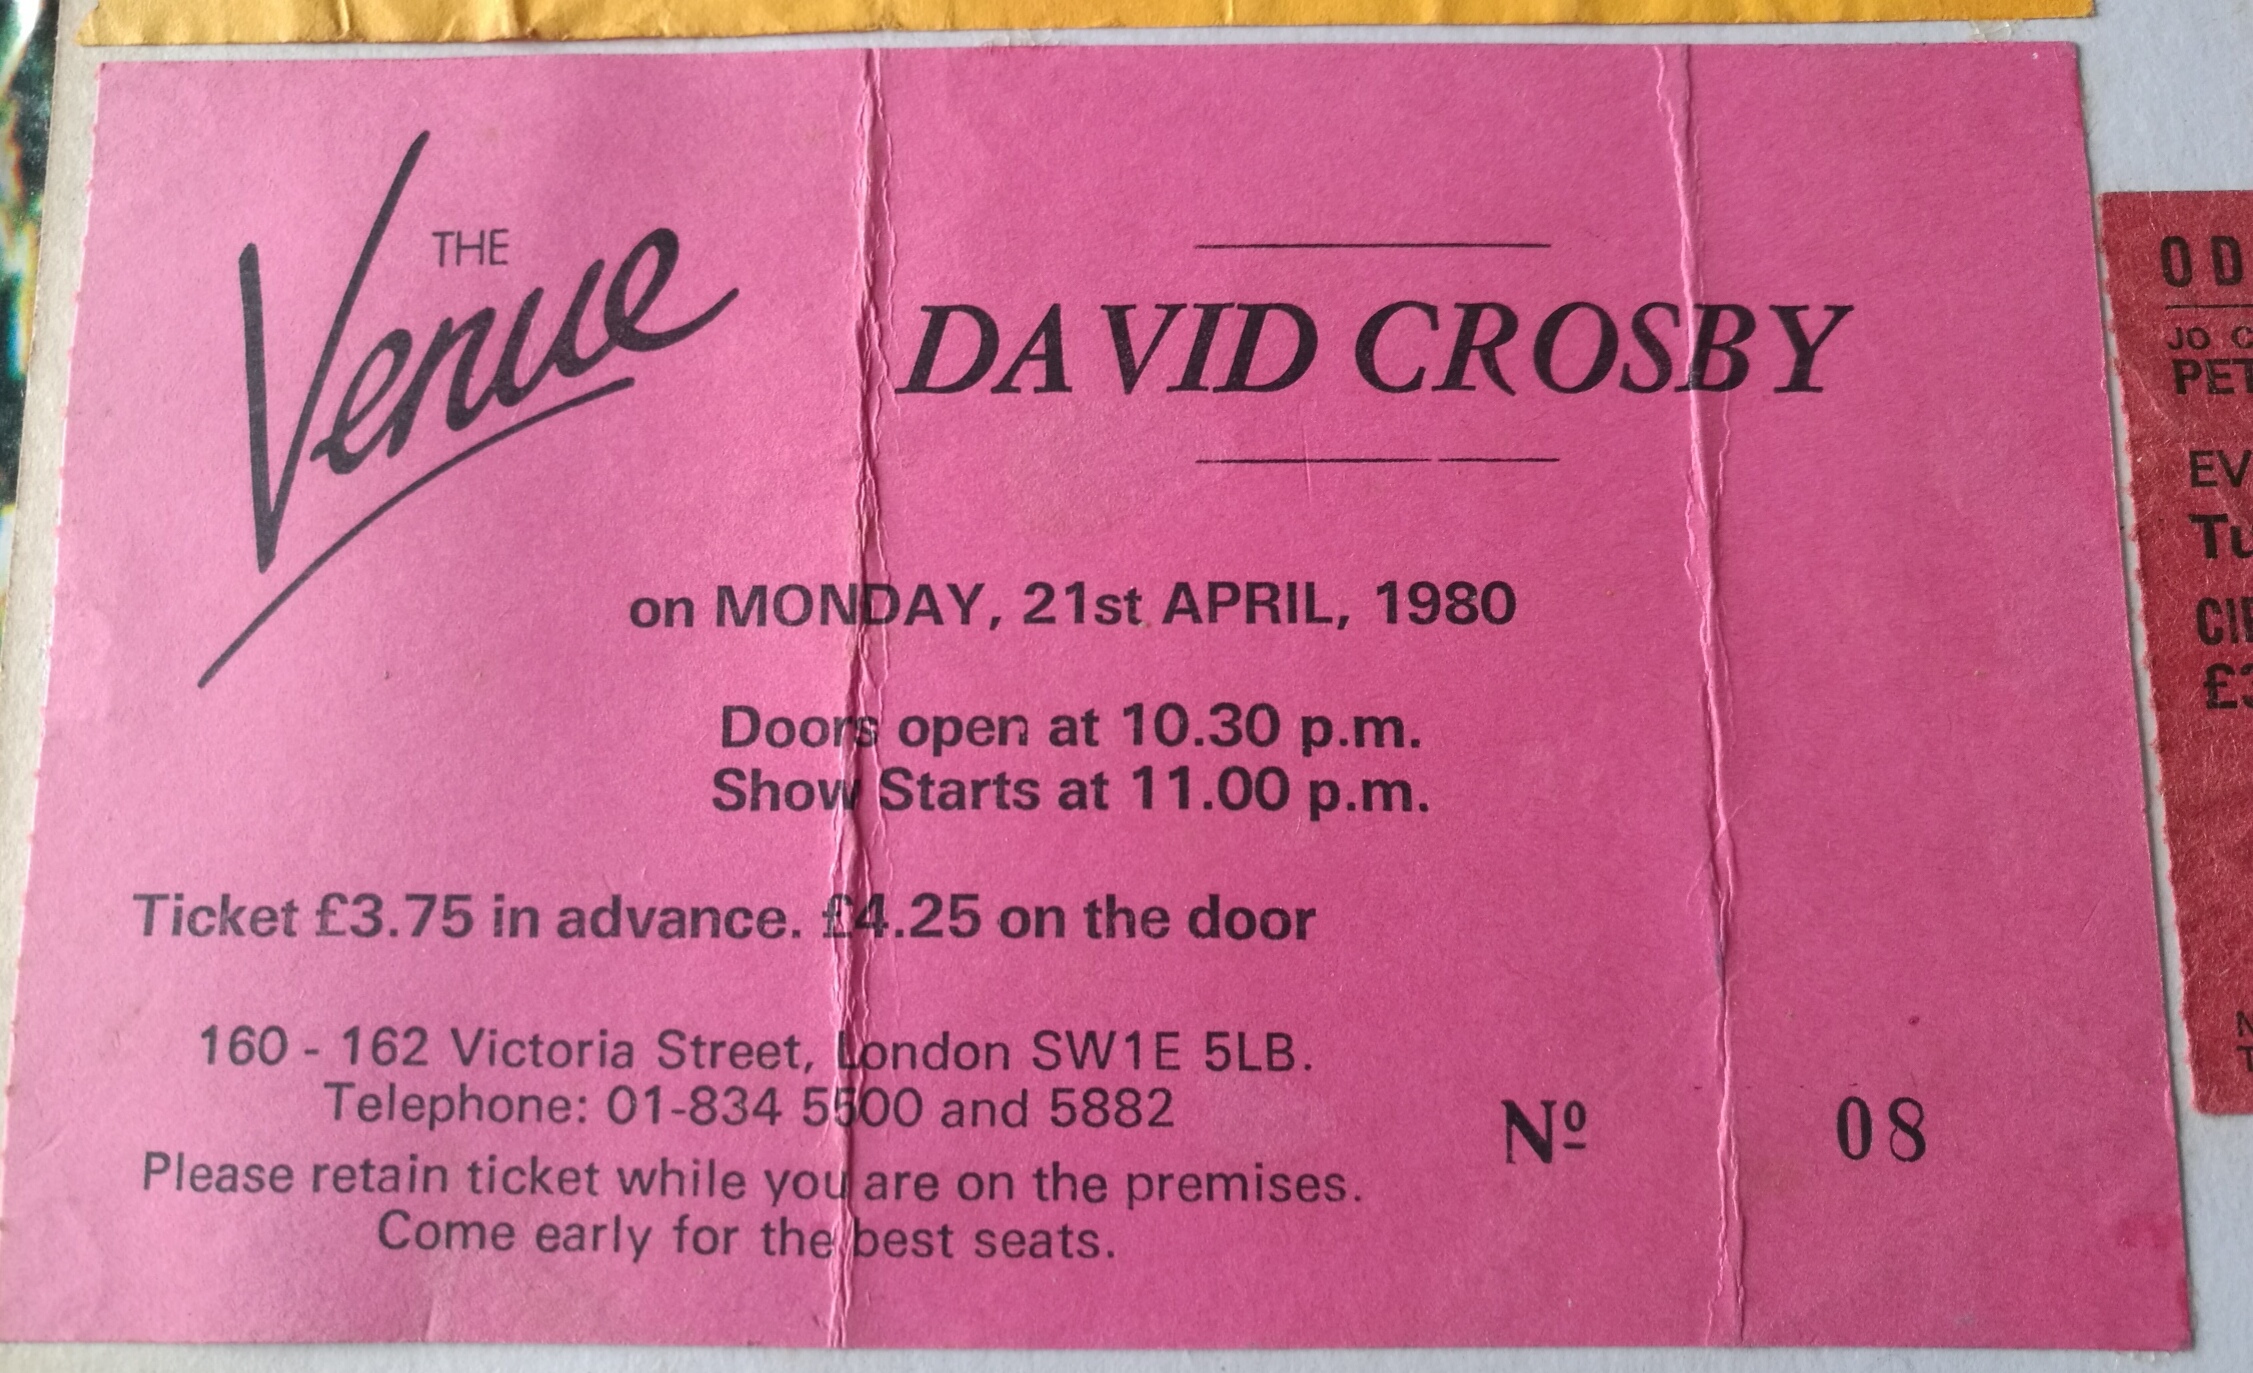 THE
Venue
DAVID CROSBY
on MONDAY, 21st APRIL, 1980
Doors open at 10.30 p.m.
Show Starts at 11.00 p.m.
Ticket £3.75 in advance. £4.25 on the door
160 - 162 Victoria Street, London SW1E 5LB.
Telephone: 01-834 5500 and 5882
Please retain ticket while you are on the premises.
Come early for the best seats.
Nº 08
OD
JO C
PET
EV
Tu
£3